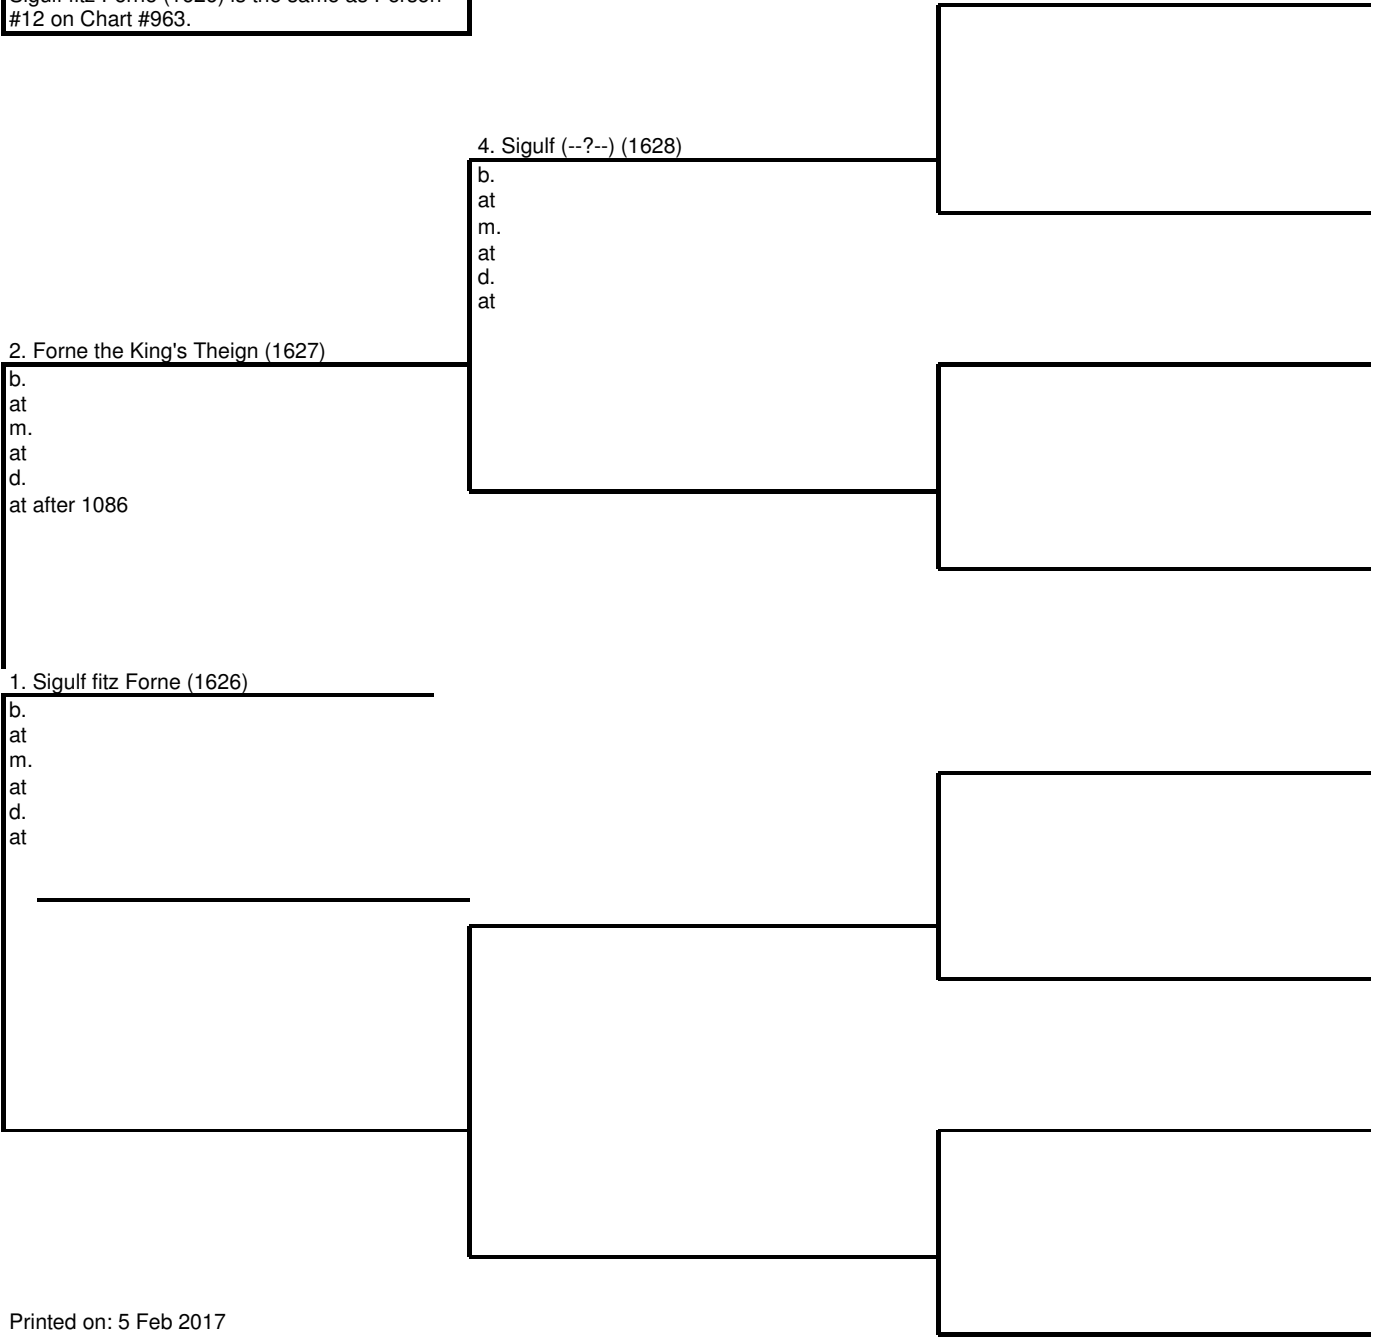 Sigulf fitz Forne (1626) is the same as Person
#12 on Chart #963.
4. Sigulf (--?--) (1628)
b.
at
m.
at
d.
at
2. Forne the King's Theign (1627)
b.
at
m.
at
d.
at after 1086
1. Sigulf fitz Forne (1626)
b.
at
m.
at
d.
at
Printed on: 5 Feb 2017